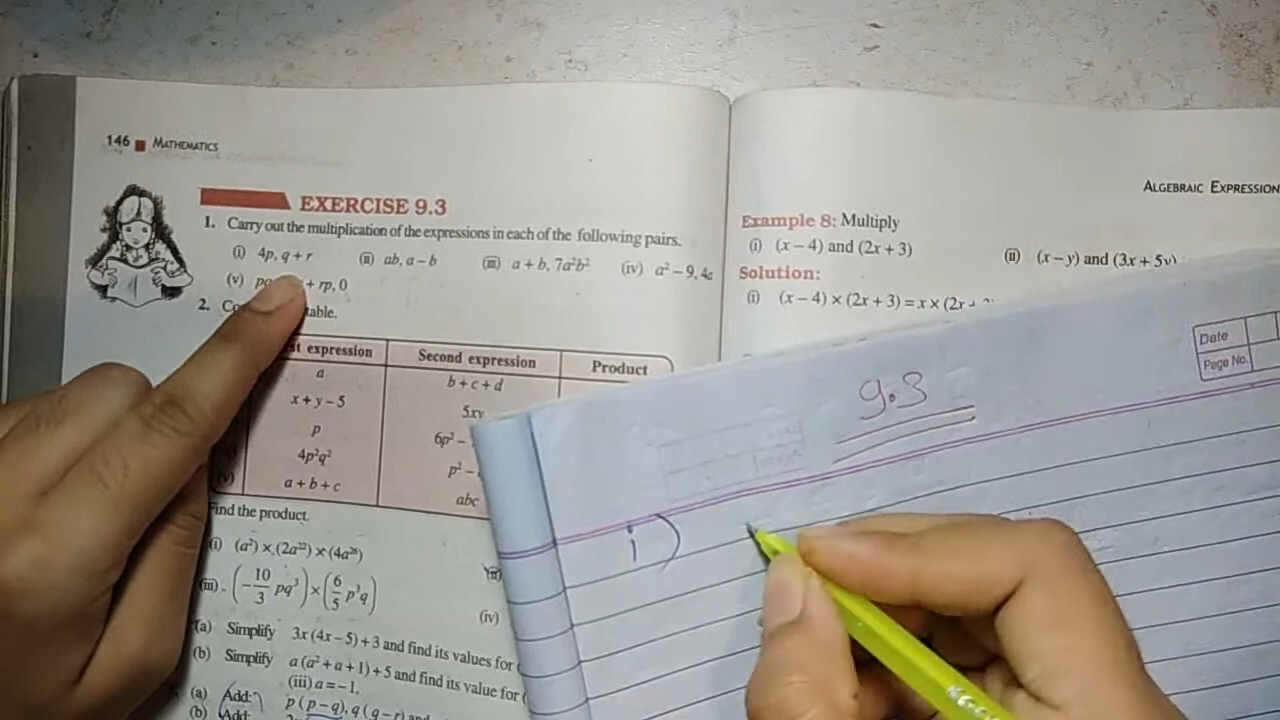 146 MATHEMATICS
EXERCISE 9.3
1. Carry out the multiplication of the expressions in each of the following pairs.
(i) 4p, q + r (ii) ab, a – b (iii) a + b, 7a²b² (iv) a² – 9, 4a
(v) pq + rp, 0
2. table.
expression Second expression Product
a b + c + d
x + y – 5 5xy
p 6p² –
4p²q² p² –
(v) a + b + c abc
Find the product.
(i) (a²) × (2a²²) × (4a²⁶)
(iii) (–10/3 pq³) × (6/5 p³q) (iv)
(a) Simplify 3x (4x – 5) + 3 and find its values for
(b) Simplify a (a² + a + 1) + 5 and find its value for
(iii) a = – 1.
(a) Add: p ( p – q), q ( q – r) and
(b) Add:
ALGEBRAIC EXPRESSION
Example 8: Multiply
(i) (x – 4) and (2x + 3) (ii) (x – y) and (3x + 5y)
Solution:
(i) (x – 4) × (2x + 3) = x × (2x +
Date
Page No.
9.3
i)